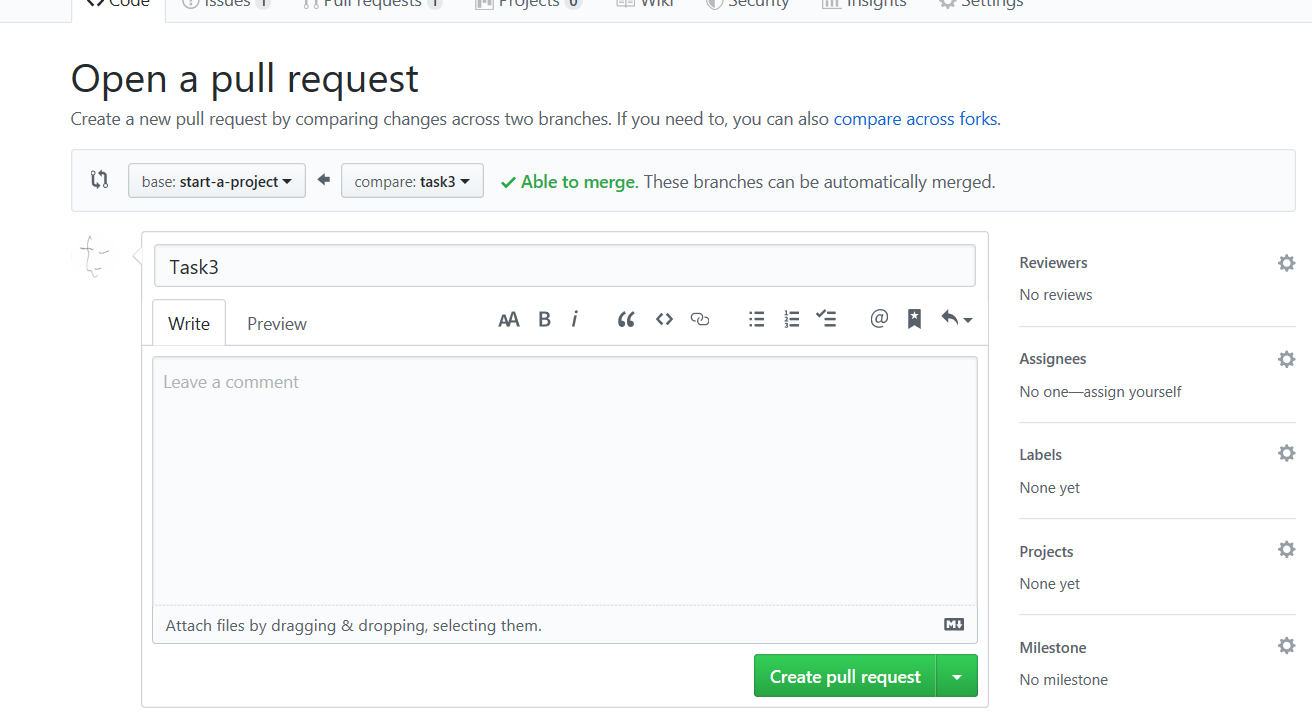 Code Issues 1 Pull requests 1 Projects 0 Wiki Security Insights Settings
Open a pull request
Create a new pull request by comparing changes across two branches. If you need to, you can also compare across forks.
base: start-a-project compare: task3 Able to merge. These branches can be automatically merged.
Task3
Write Preview AA B i @
Leave a comment
Attach files by dragging & dropping, selecting them.
Create pull request
Reviewers
No reviews
Assignees
No one—assign yourself
Labels
None yet
Projects
None yet
Milestone
No milestone